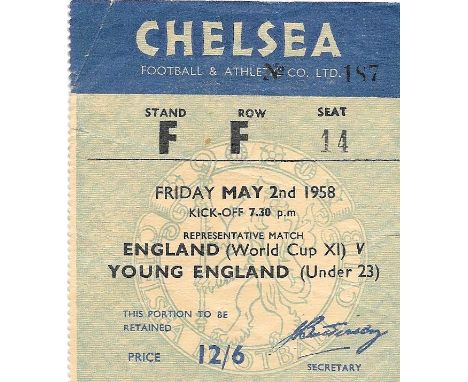 CHELSEA
FOOTBALL & ATHLETIC CO. LTD. No 187
STAND ROW SEAT
F F 14
FRIDAY MAY 2nd 1958
KICK-OFF 7.30 p.m
REPRESENTATIVE MATCH
ENGLAND (World Cup XI) V
YOUNG ENGLAND (Under 23)
THIS PORTION TO BE
RETAINED
PRICE 12/6 SECRETARY